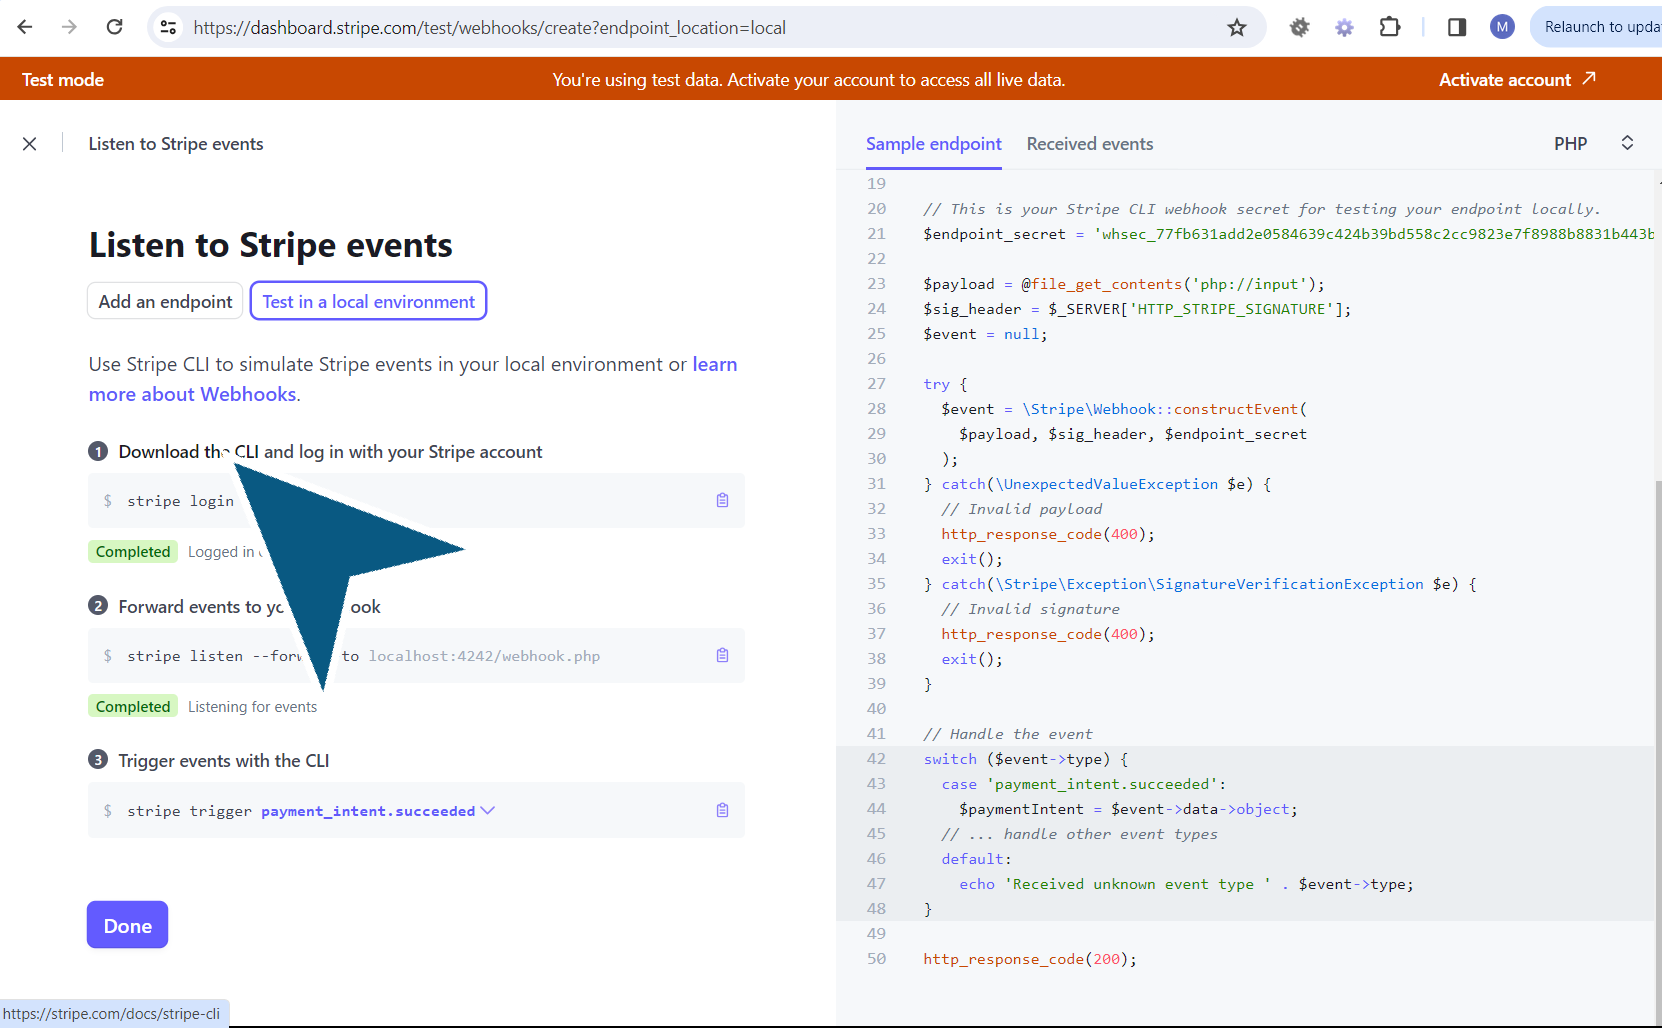 https://dashboard.stripe.com/test/webhooks/create?endpoint_location=local
M
Relaunch to upda
Test mode
You're using test data. Activate your account to access all live data.
Activate account
Listen to Stripe events
Listen to Stripe events
Add an endpoint
Test in a local environment
Use Stripe CLI to simulate Stripe events in your local environment or learn
more about Webhooks.
1 Download the CLI and log in with your Stripe account
$ stripe login
Completed Logged in
2 Forward events to ook
$ stripe listen to localhost:4242/webhook.php
Completed Listening for events
3 Trigger events with the CLI
$ stripe trigger payment_intent.succeeded
Done
https://stripe.com/docs/stripe-cli
Sample endpoint
Received events
PHP
19
20 // This is your Stripe CLI webhook secret for testing your endpoint locally.
21 $endpoint_secret = 'whsec_77fb631add2e0584639c424b39bd558c2cc9823e7f8988b8831b443b
22
23 $payload = @file_get_contents('php://input');
24 $sig_header = $_SERVER['HTTP_STRIPE_SIGNATURE'];
25 $event = null;
26
27 try {
28 $event = \Stripe\Webhook::constructEvent(
29 $payload, $sig_header, $endpoint_secret
30 );
31 } catch(\UnexpectedValueException $e) {
32 // Invalid payload
33 http_response_code(400);
34 exit();
35 } catch(\Stripe\Exception\SignatureVerificationException $e) {
36 // Invalid signature
37 http_response_code(400);
38 exit();
39 }
40
41 // Handle the event
42 switch ($event->type) {
43 case 'payment_intent.succeeded':
44 $paymentIntent = $event->data->object;
45 // ... handle other event types
46 default:
47 echo 'Received unknown event type ' . $event->type;
48 }
49
50 http_response_code(200);